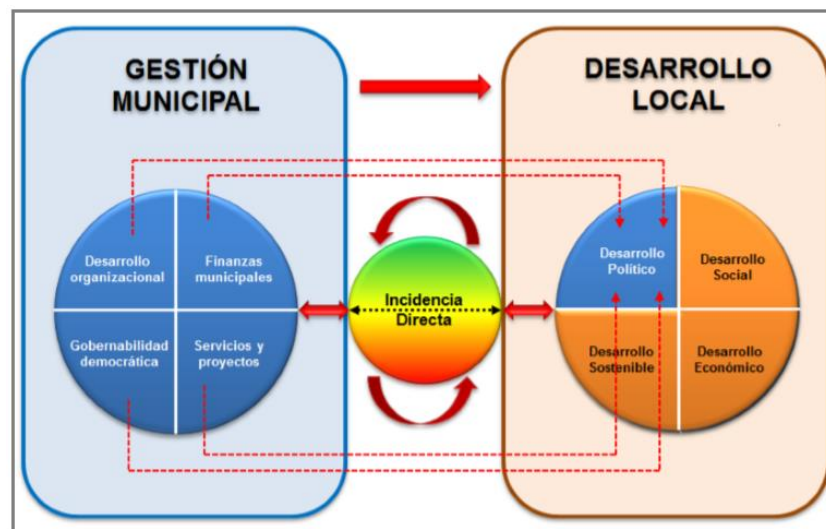 GESTIÓN
MUNICIPAL
DESARROLLO
LOCAL
Desarrollo
organizacional
Finanzas
municipales
Gobernabilidad
democrática
Servicios y
proyectos
Incidencia
Directa
Desarrollo
Político
Desarrollo
Social
Desarrollo
Sostenible
Desarrollo
Económico